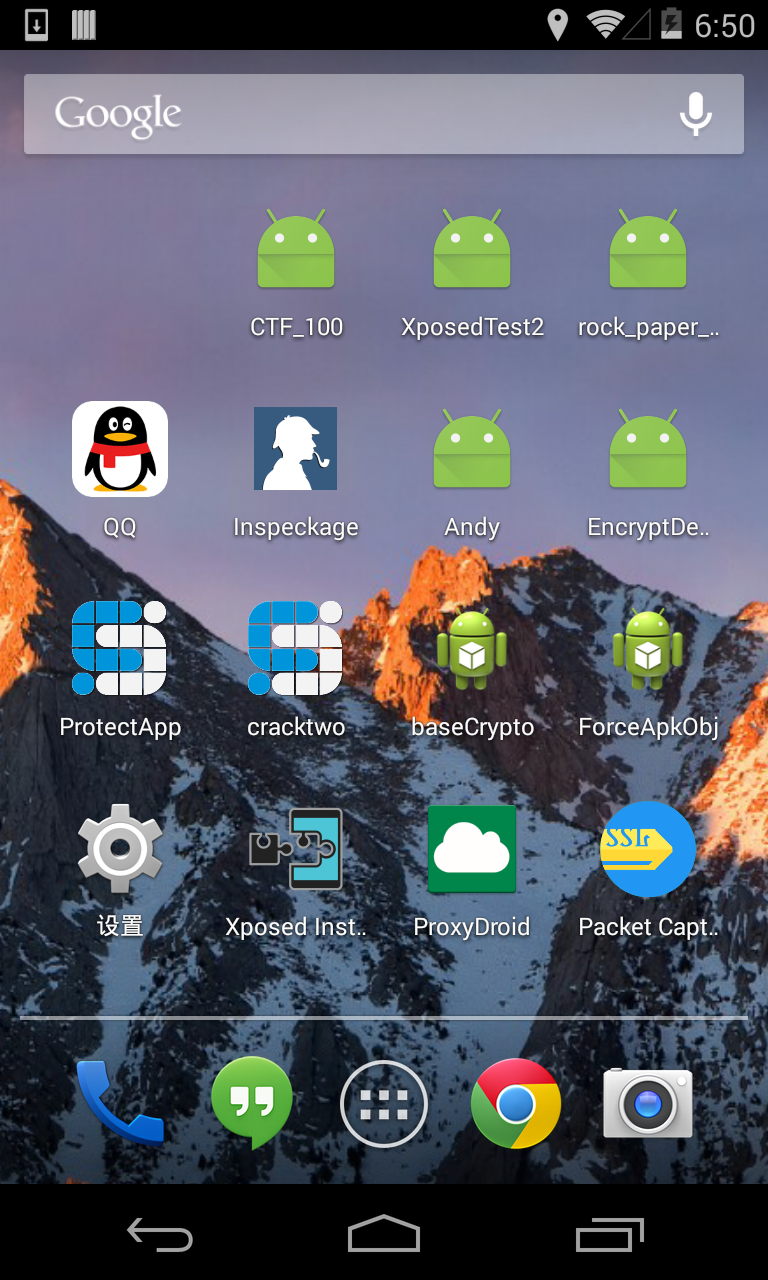 6:50
Google
CTF_100
XposedTest2
rock_paper_..
QQ
Inspeckage
Andy
EncryptDe..
ProtectApp
cracktwo
baseCrypto
ForceApkObj
设置
Xposed Inst..
ProxyDroid
SSL
Packet Capt..